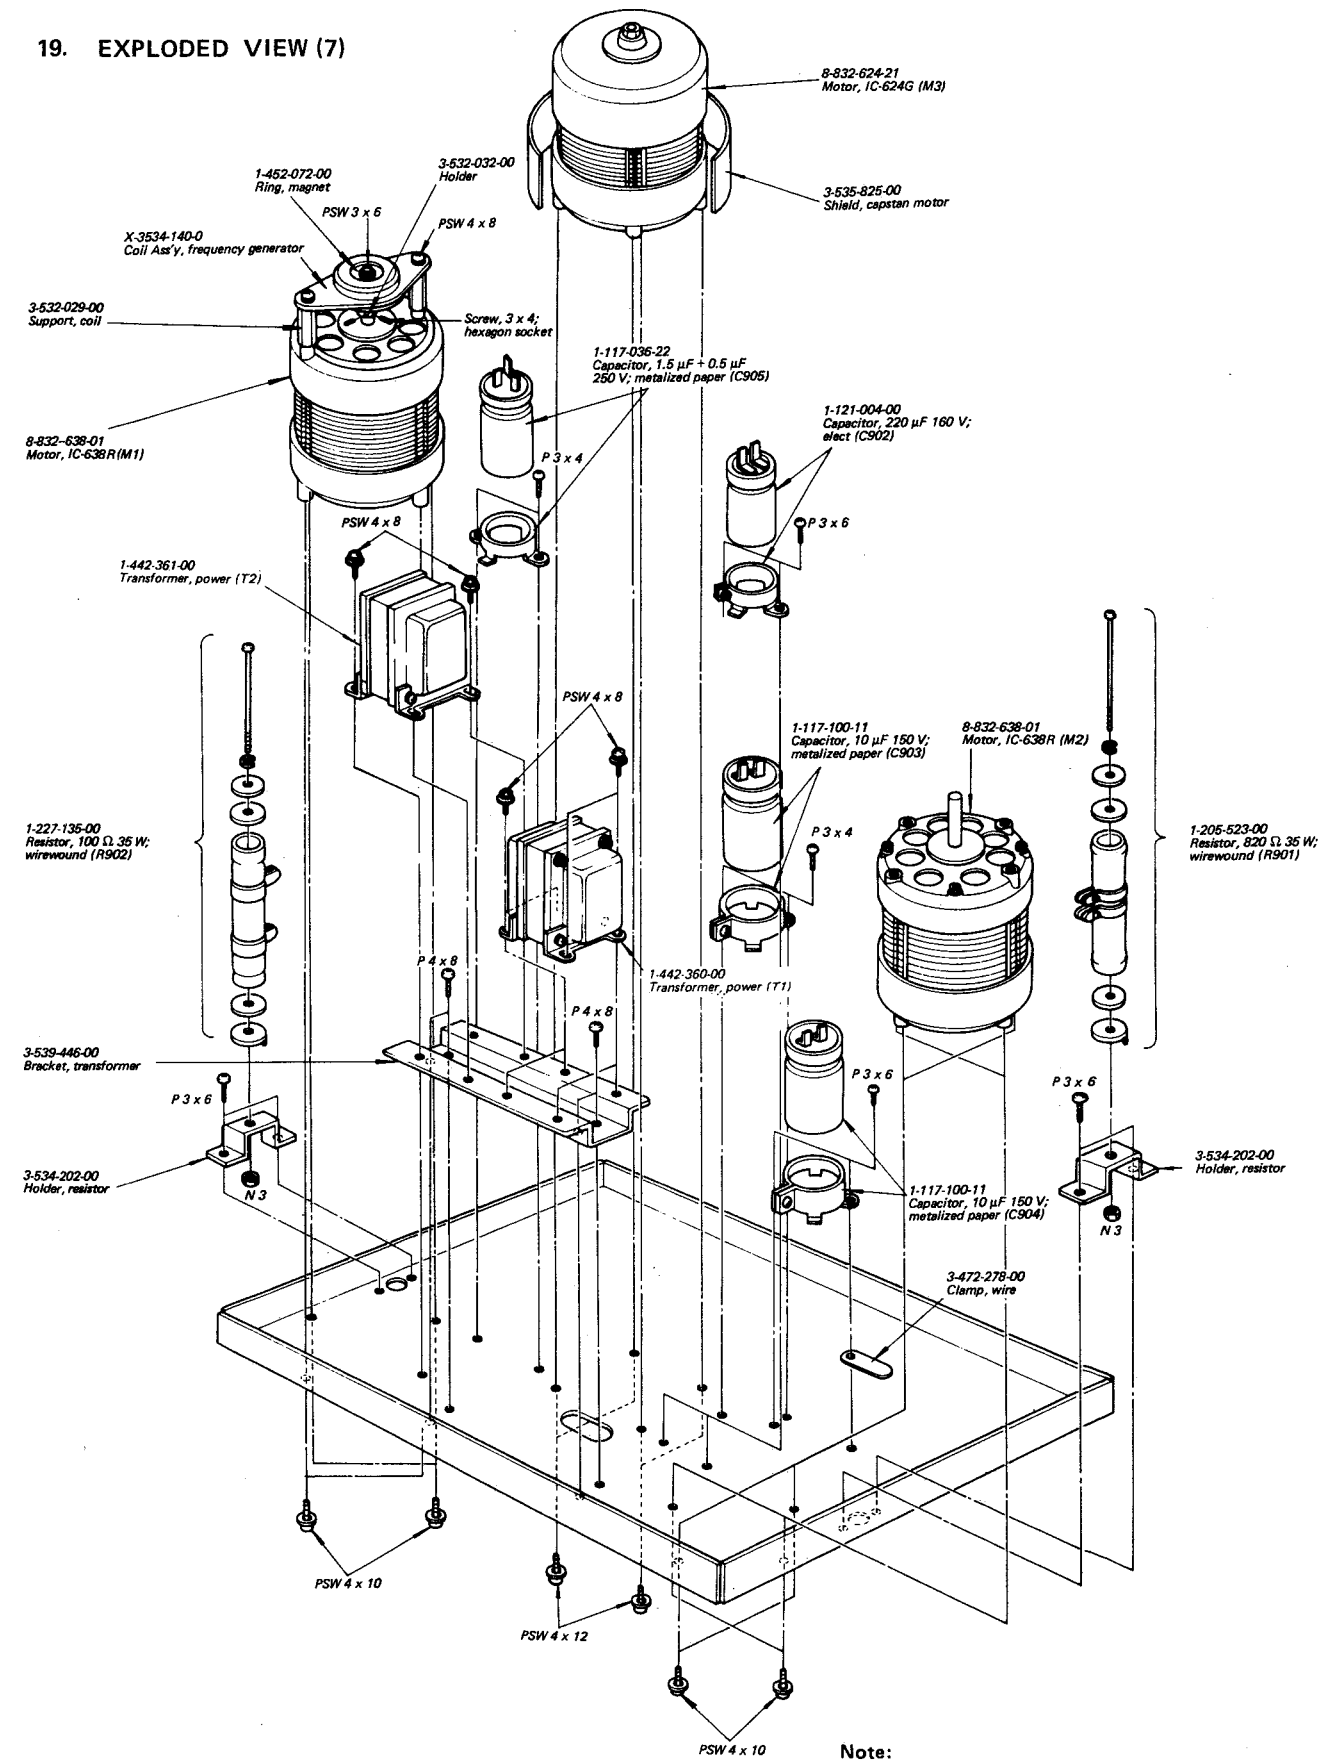 19. EXPLODED VIEW (7)
8-832-624-21
Motor, IC-624G (M3)
3-532-032-00
Holder
1-452-072-00
Ring, magnet
3-535-825-00
Shield, capstan motor
PSW 3 x 6
PSW 4 x 8
X-3534-140-0
Coil Ass'y, frequency generator
3-532-029-00
Support, coil
Screw, 3 x 4;
hexagon socket
1-117-036-22
Capacitor, 1.5 µF + 0.5 µF
250 V; metalized paper (C905)
1-121-004-00
Capacitor, 220 µF 160 V;
elect (C902)
8-832--638-01
Motor, IC-638R (M1)
P 3 x 4
PSW 4 x 8
P 3 x 6
1-442-361-00
Transformer, power (T2)
PSW 4 x 8
1-117-100-11
Capacitor, 10 µF 150 V;
metalized paper (C903)
8-832-638-01
Motor, IC-638R (M2)
1-227-135-00
Resistor, 100 Ω 35 W;
wirewound (R902)
P 3 x 4
1-205-523-00
Resistor, 820 Ω 35 W;
wirewound (R901)
P 4 x 8
1-442-360-00
Transformer, power (T1)
P 4 x 8
3-539-446-00
Bracket, transformer
P 3 x 6
P 3 x 6
P 3 x 6
3-534-202-00
Holder, resistor
N 3
1-117-100-11
Capacitor, 10 µF 150 V;
metalized paper (C904)
3-534-202-00
Holder, resistor
N 3
3-472-278-00
Clamp, wire
PSW 4 x 10
PSW 4 x 12
PSW 4 x 10
Note: